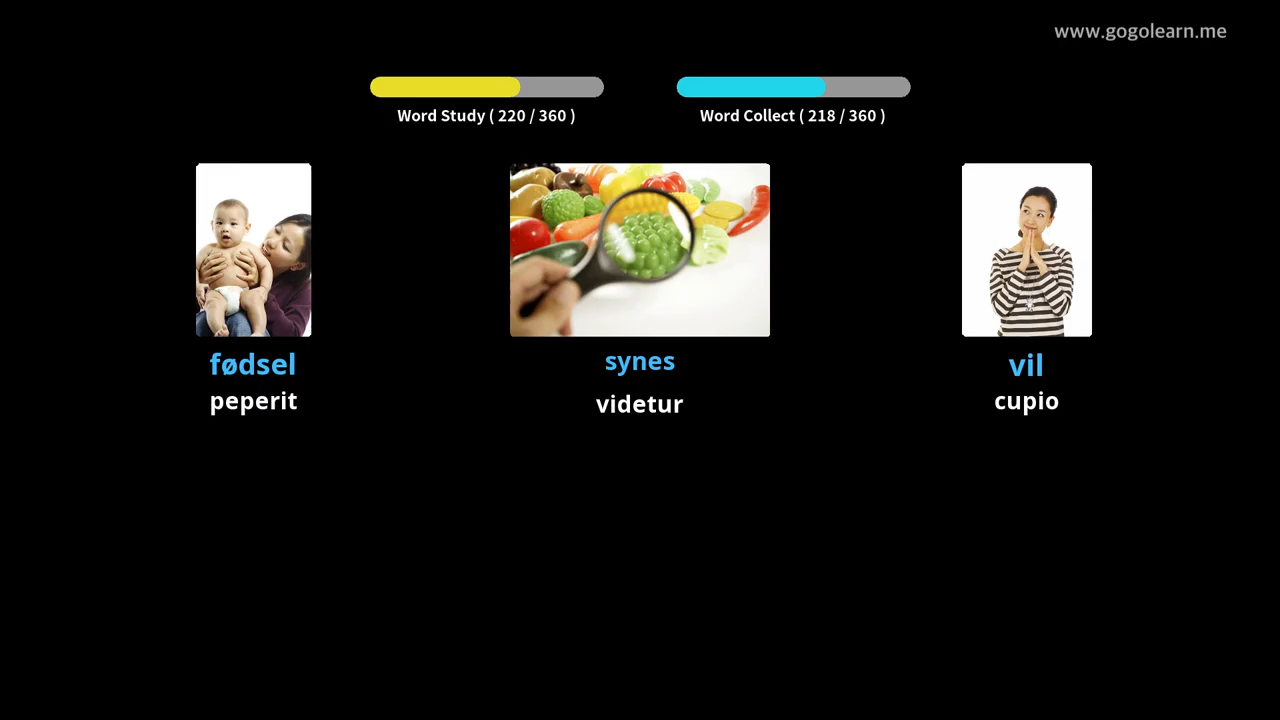 www.gogolearn.me
Word Study ( 220 / 360 )
Word Collect ( 218 / 360 )
fødsel
peperit
synes
videtur
vil
cupio